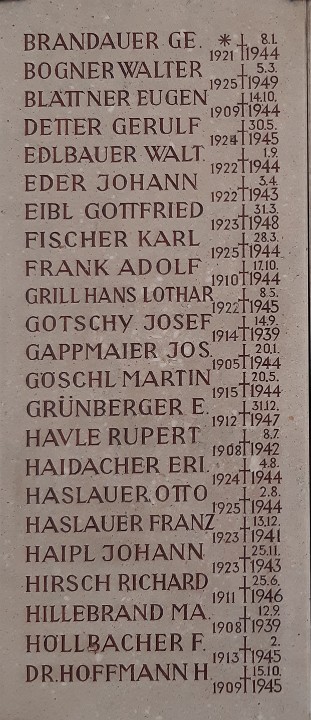 BRANDAUER GE. * 1921 † 8.1. 1944
BOGNER WALTER 1925 † 5.3. 1949
BLÄTTNER EUGEN 1909 † 14.10. 1944
DETTER GERULF 1924 † 30.5. 1945
EDLBAUER WALT. 1922 † 1.9. 1944
EDER JOHANN 1922 † 3.4. 1943
EIBL GOTTFRIED 1923 † 31.3. 1948
FISCHER KARL 1925 † 28.3. 1944
FRANK ADOLF 1910 † 17.10. 1944
GRILL HANS LOTHAR 1922 † 8.5. 1945
GOTSCHY JOSEF 1914 † 14.9. 1939
GAPPMAIER JOS. 1905 † 20.1. 1944
GÖSCHL MARTIN 1915 † 20.5. 1944
GRÜNBERGER E. 1912 † 31.12. 1947
HAVLE RUPERT 1908 † 8.7. 1942
HAIDACHER ERI. 1924 † 4.8. 1944
HASLAUER OTTO 1925 † 2.8. 1944
HASLAUER FRANZ 1923 † 13.12. 1941
HAIPL JOHANN 1923 † 25.11. 1943
HIRSCH RICHARD 1911 † 25.6. 1946
HILLEBRAND MA. 1908 † 12.9. 1939
HÖLLBACHER F. 1913 † 2. 1945
DR. HOFFMANN H. 1909 † 15.10. 1945